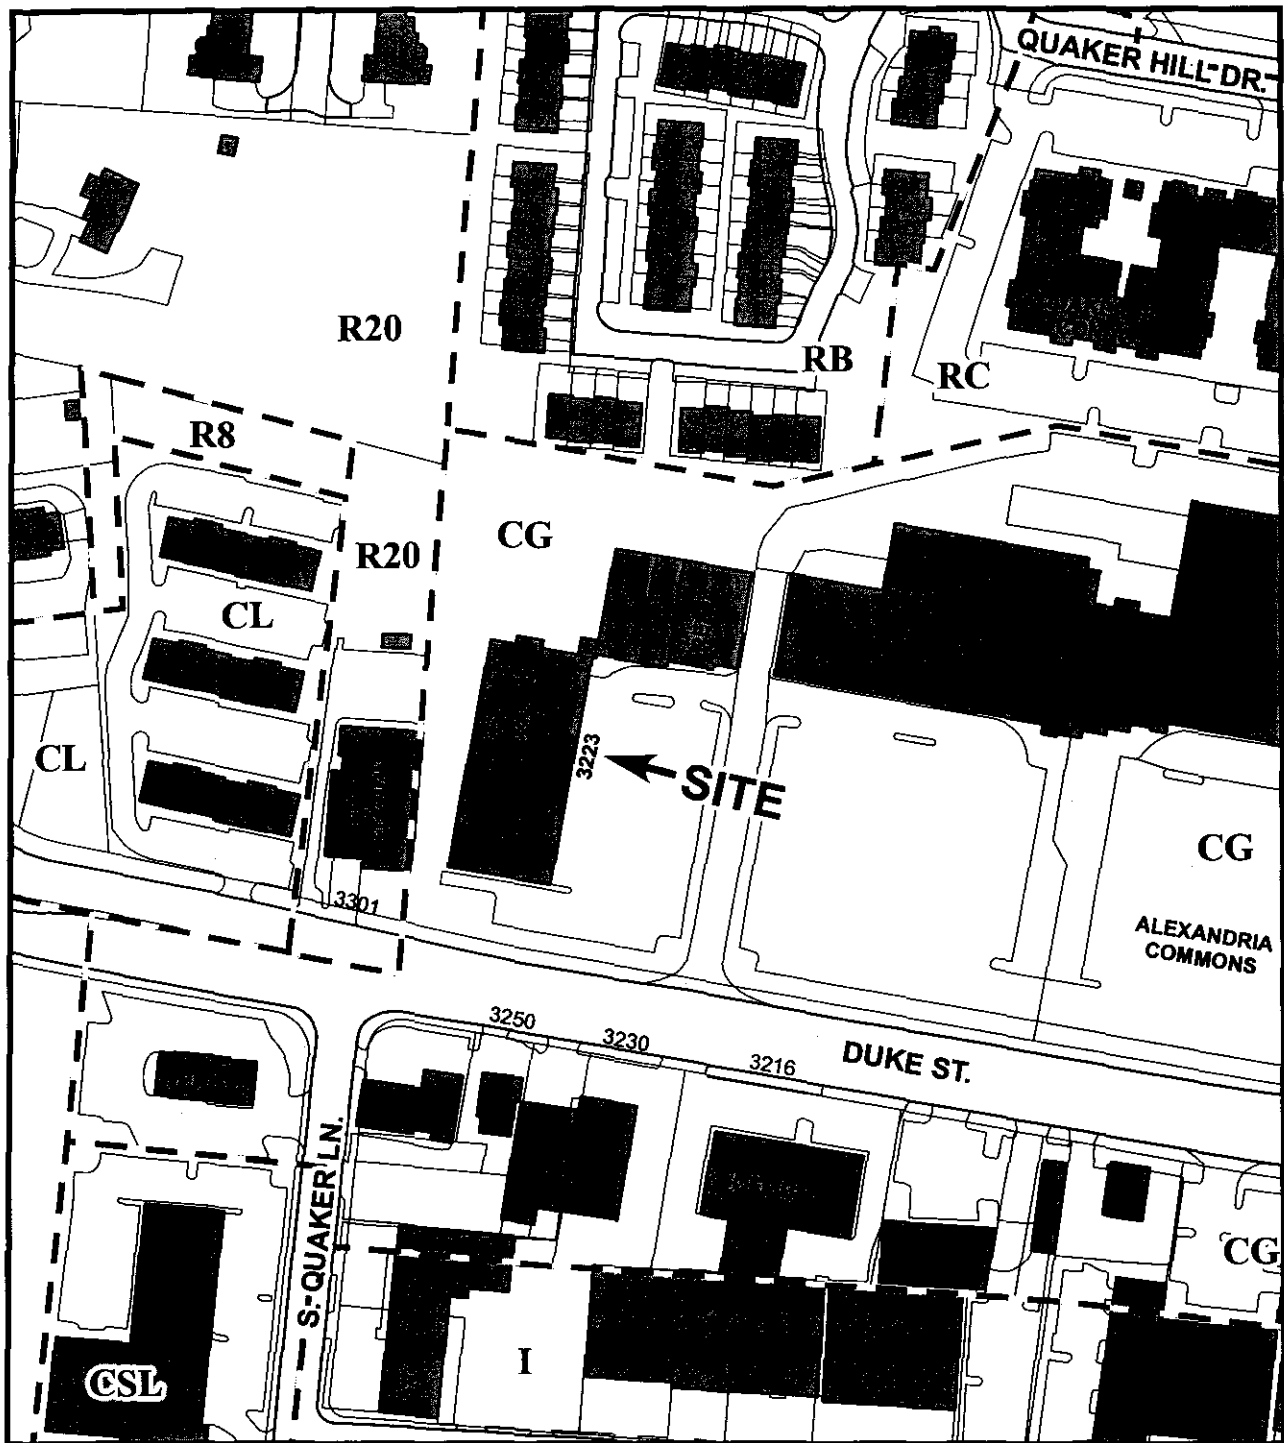 QUAKER HILL DR.
R20
RB
RC
R8
CG
R20
CL
CL
3223
SITE
CG
3301
ALEXANDRIA
COMMONS
3250
3230
3216
DUKE ST.
S. QUAKER LN.
CG
I
CSL